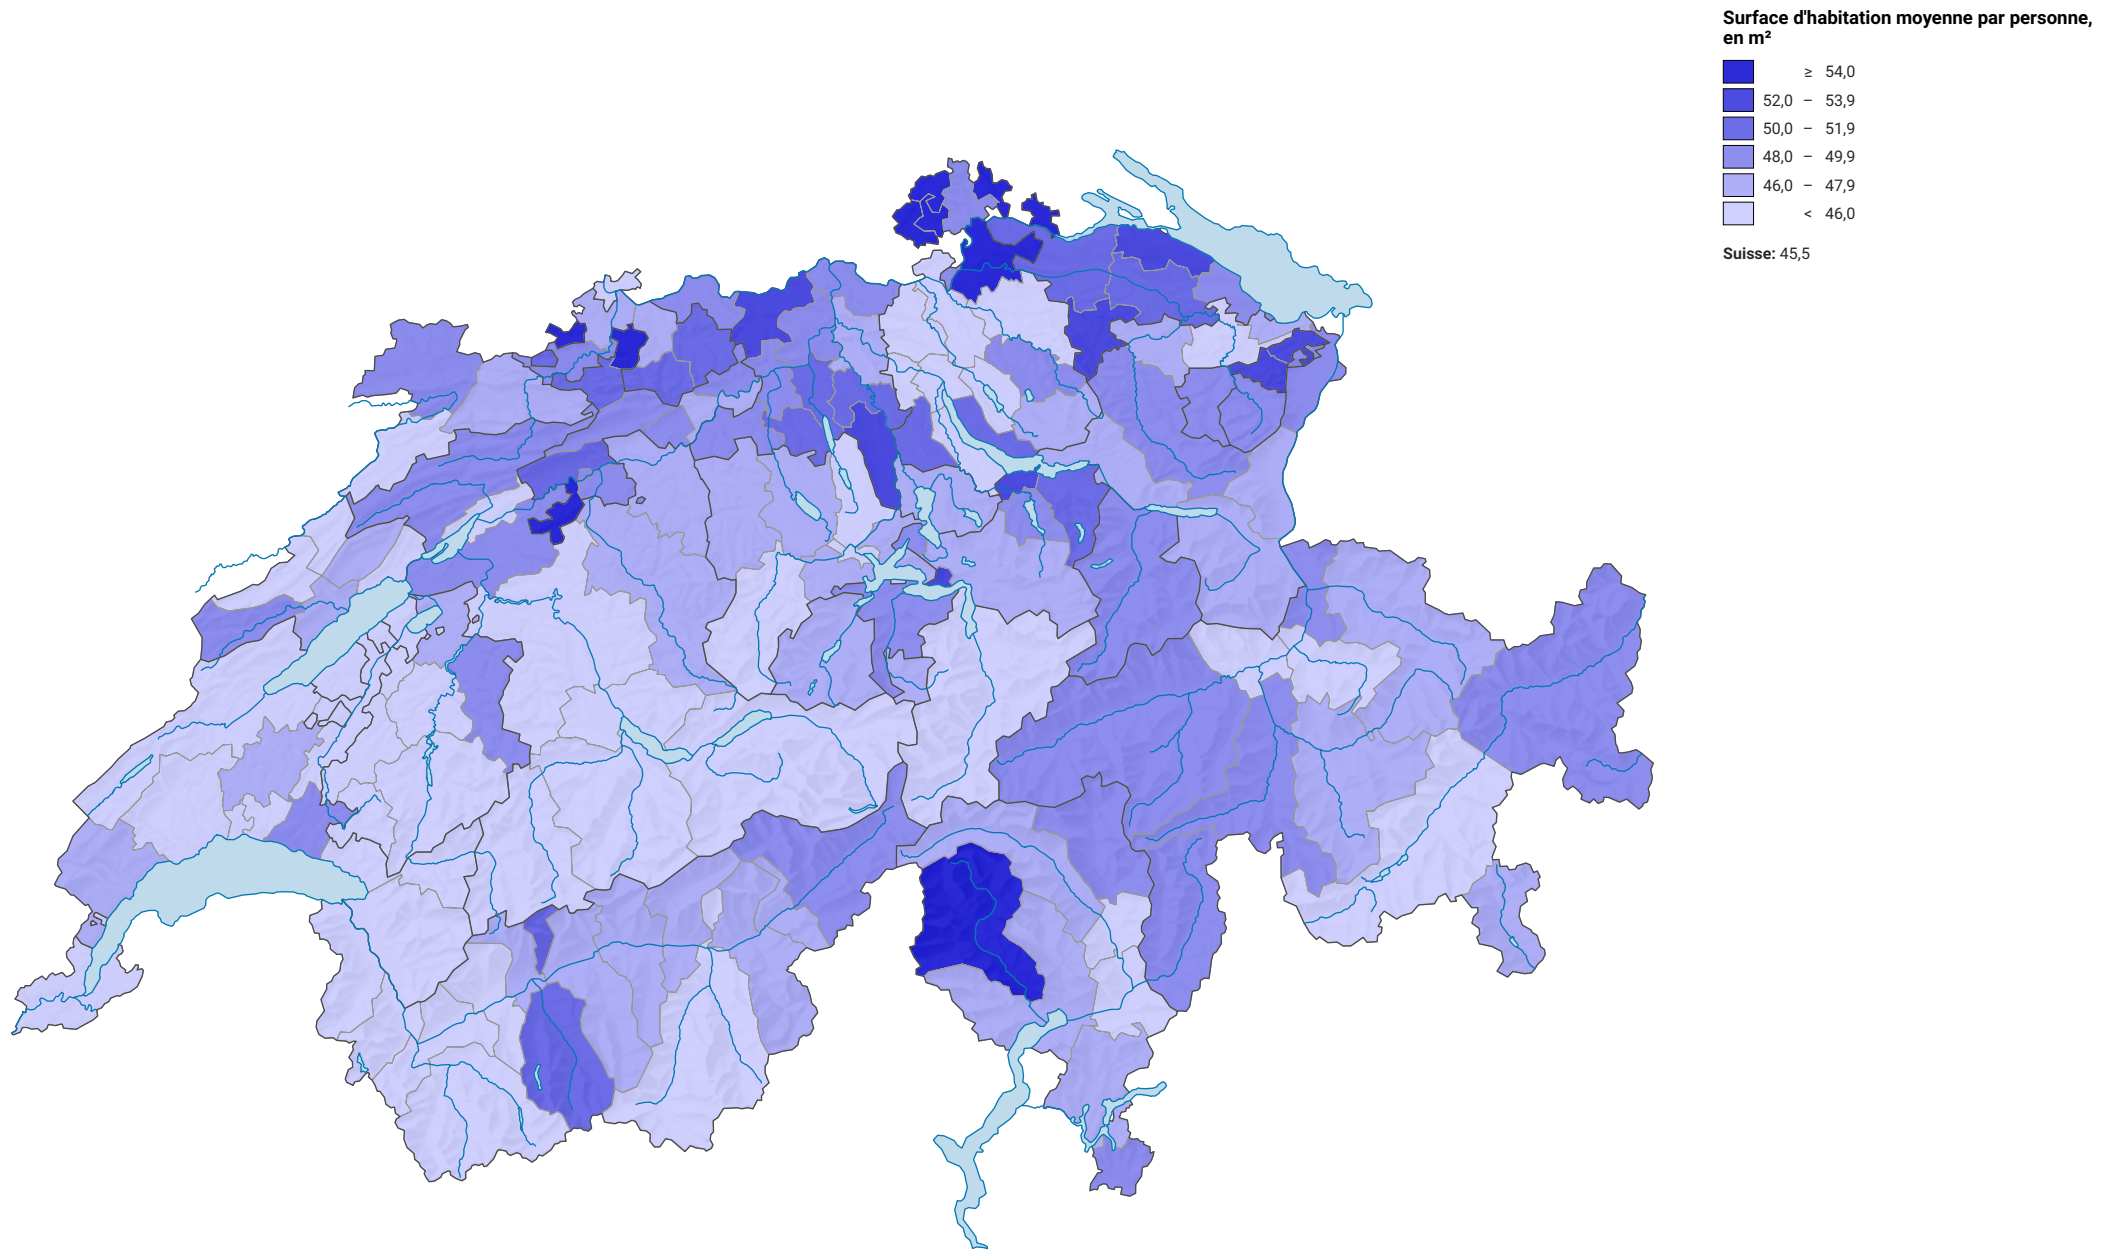 Surface d'habitation moyenne par personne,
en m²
≥ 54,0
52,0 – 53,9
50,0 – 51,9
48,0 – 49,9
46,0 – 47,9
< 46,0
Suisse: 45,5